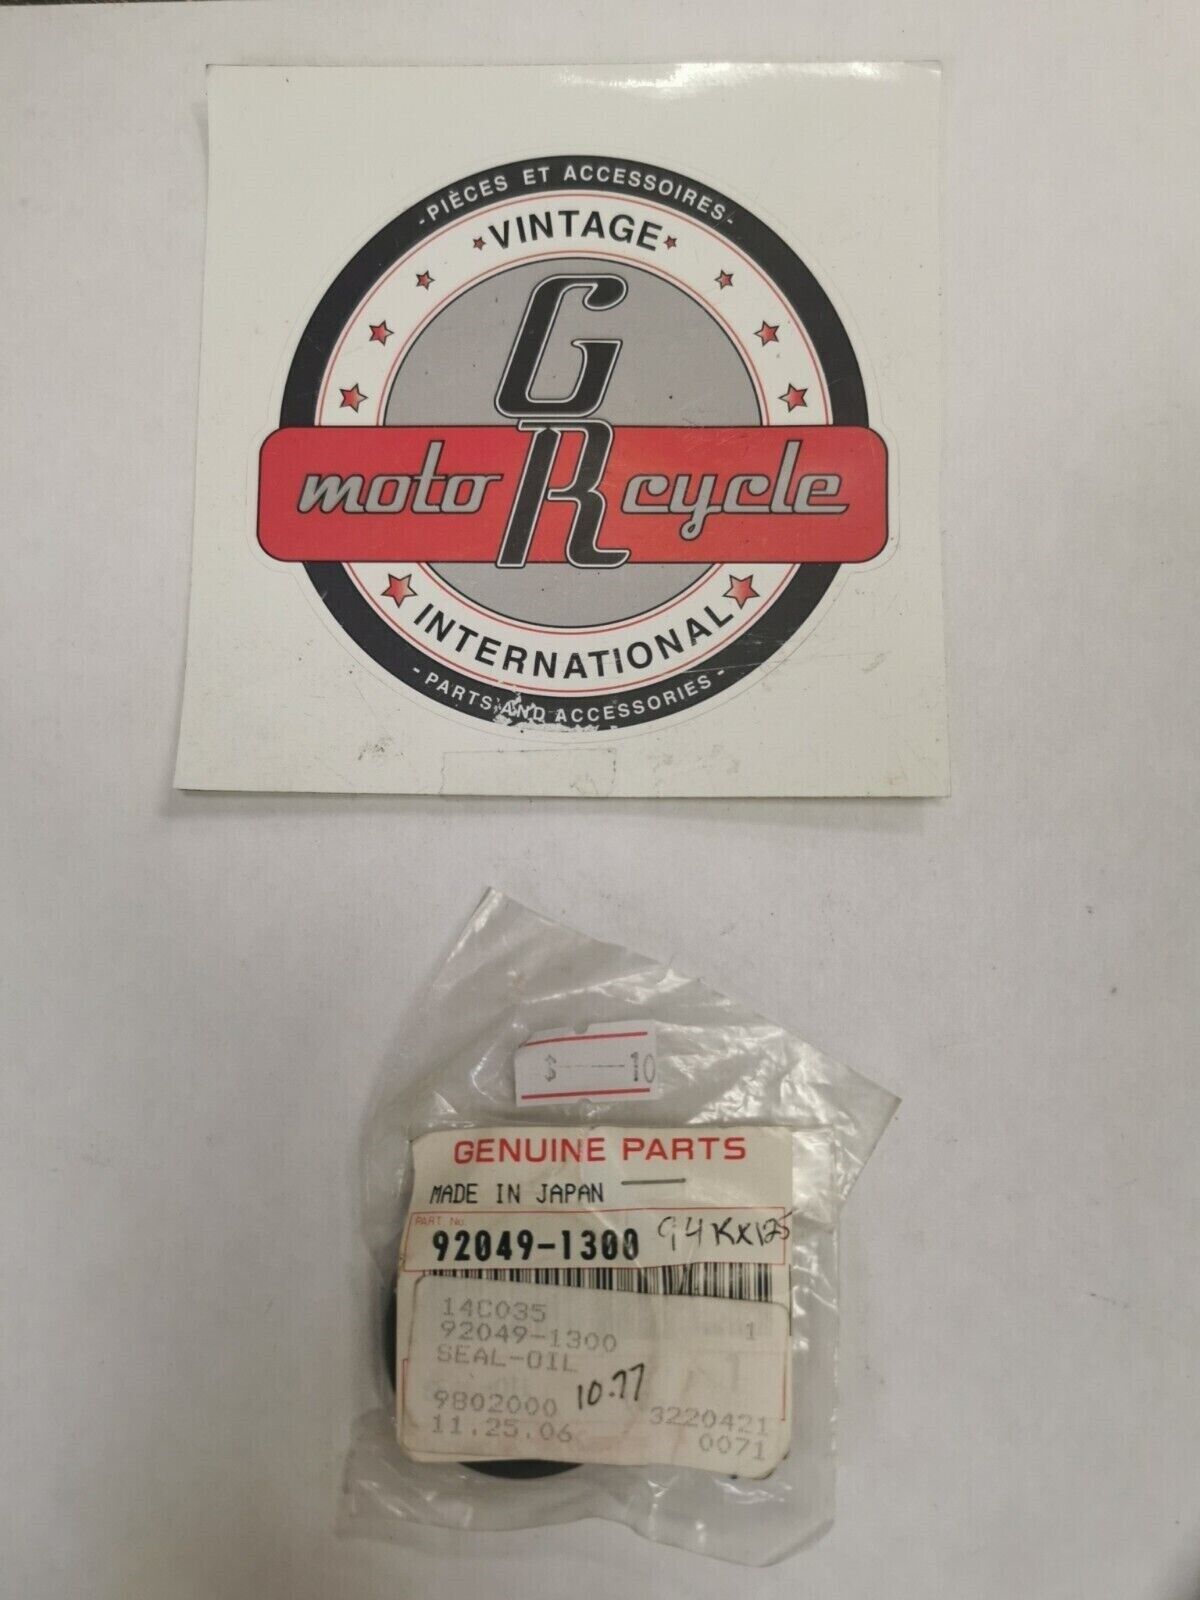 - PIÈCES ET ACCESSOIRES -
VINTAGE
GR
moto cycle
INTERNATIONAL
- PARTS AND ACCESSORIES -
$ 10
GENUINE PARTS
MADE IN JAPAN
PART No.
92049-1300 94 KX125
14C035
92049-1300 1
SEAL-OIL
10.77
9802000 3220421
11.25.06 0071